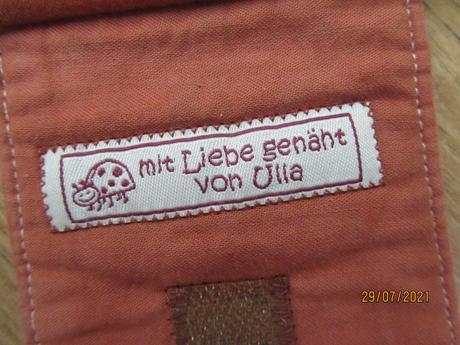 mit Liebe genäht
von Ulla
29/07/2021